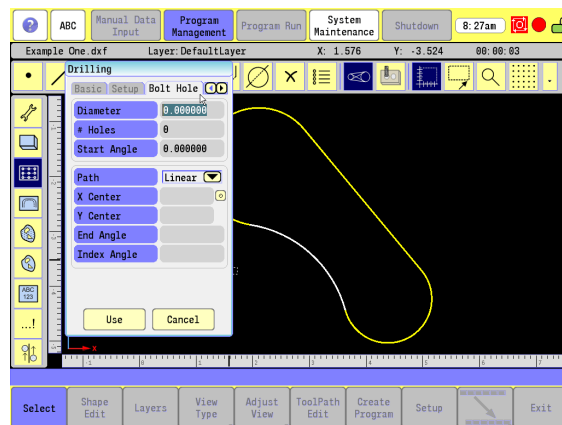 ?
ABC
Manual Data Input
Program Management
Program Run
System Maintenance
Shutdown
8:27am
Example One.dxf Layer:DefaultLayer X: 1.576 Y: -3.524 00:00:03
Drilling
Basic Setup Bolt Hole
Diameter 0.000000
# Holes 0
Start Angle 0.000000
Path Linear
X Center
Y Center
End Angle
Index Angle
Use Cancel
ABC
123
...!
x
Select
Shape Edit
Layers
View Type
Adjust View
ToolPath Edit
Create Program
Setup
Exit